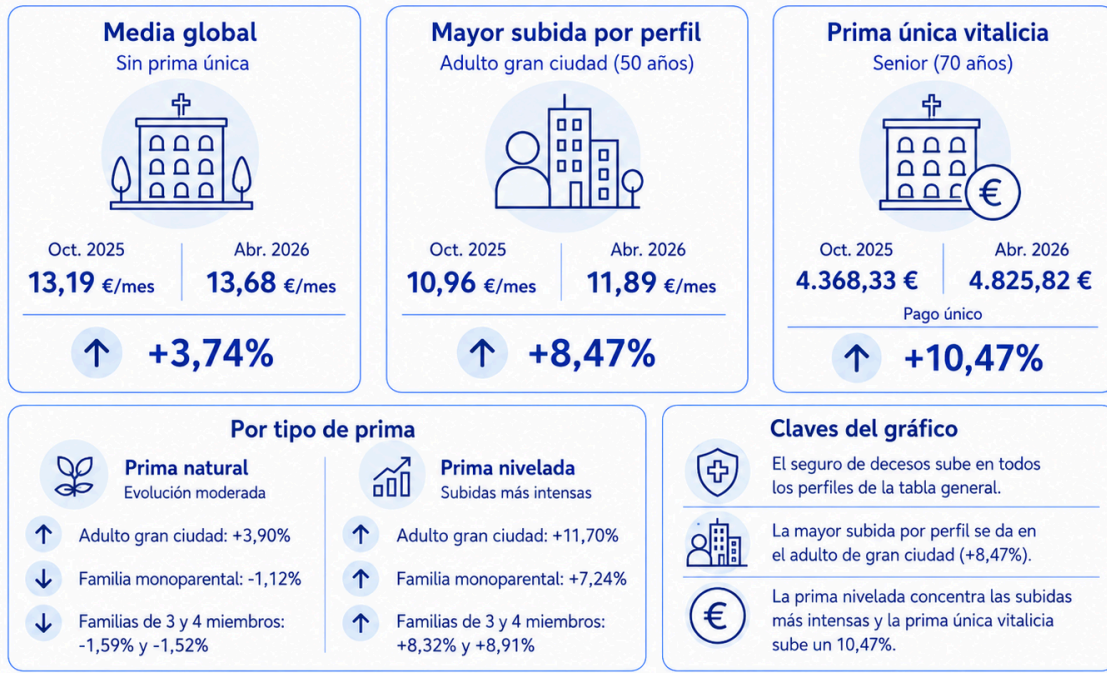 Media global
Sin prima única
Oct. 2025
Abr. 2026
13,19 €/mes
13,68 €/mes
+3,74%
Mayor subida por perfil
Adulto gran ciudad (50 años)
Oct. 2025
Abr. 2026
10,96 €/mes
11,89 €/mes
+8,47%
Prima única vitalicia
Senior (70 años)
€
Oct. 2025
Abr. 2026
4.368,33 €
4.825,82 €
Pago único
+10,47%
Por tipo de prima
Prima natural
Evolución moderada
Adulto gran ciudad: +3,90%
Familia monoparental: -1,12%
Familias de 3 y 4 miembros:
-1,59% y -1,52%
Prima nivelada
Subidas más intensas
Adulto gran ciudad: +11,70%
Familia monoparental: +7,24%
Familias de 3 y 4 miembros:
+8,32% y +8,91%
Claves del gráfico
El seguro de decesos sube en todos
los perfiles de la tabla general.
La mayor subida por perfil se da en
el adulto de gran ciudad (+8,47%).
€
La prima nivelada concentra las subidas
más intensas y la prima única vitalicia
sube un 10,47%.